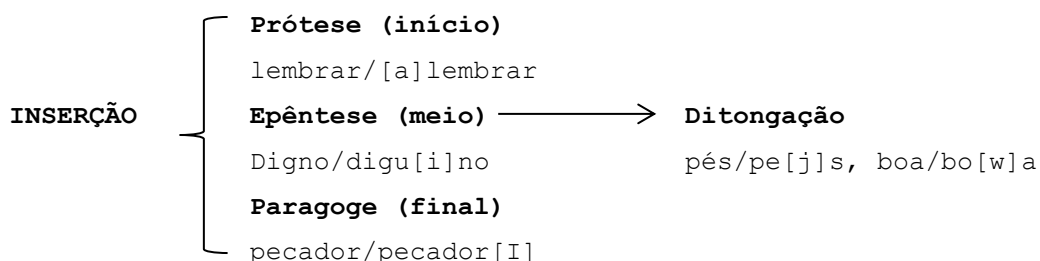 Prótese (início)
lembrar/[a]lembrar
INSERÇÃO Epêntese (meio) Ditongação
Digno/digu[i]no pés/pe[j]s, boa/bo[w]a
Paragoge (final)
pecador/pecador[I]